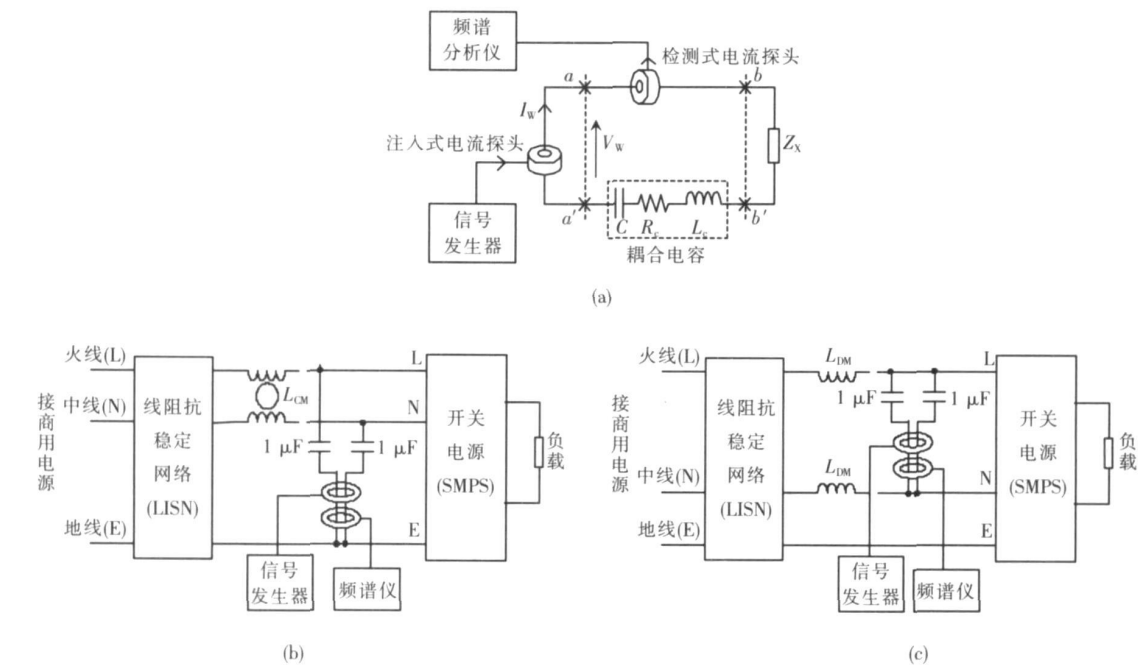 频谱
分析仪
检测式电流探头
a
b
I_W
注入式电流探头
V_W
Z_X
信号
发生器
a′
b′
C
R_c
L_c
耦合电容
(a)
火线(L)
中线(N)
地线(E)
接商用电源
线阻抗
稳定
网络
(LISN)
L_CM
1 μF
1 μF
L
N
E
开关
电源
(SMPS)
负载
信号
发生器
频谱仪
(b)
火线(L)
中线(N)
地线(E)
接商用电源
线阻抗
稳定
网络
(LISN)
L_DM
L_DM
1 μF
1 μF
L
N
E
开关
电源
(SMPS)
负载
信号
发生器
频谱仪
(c)